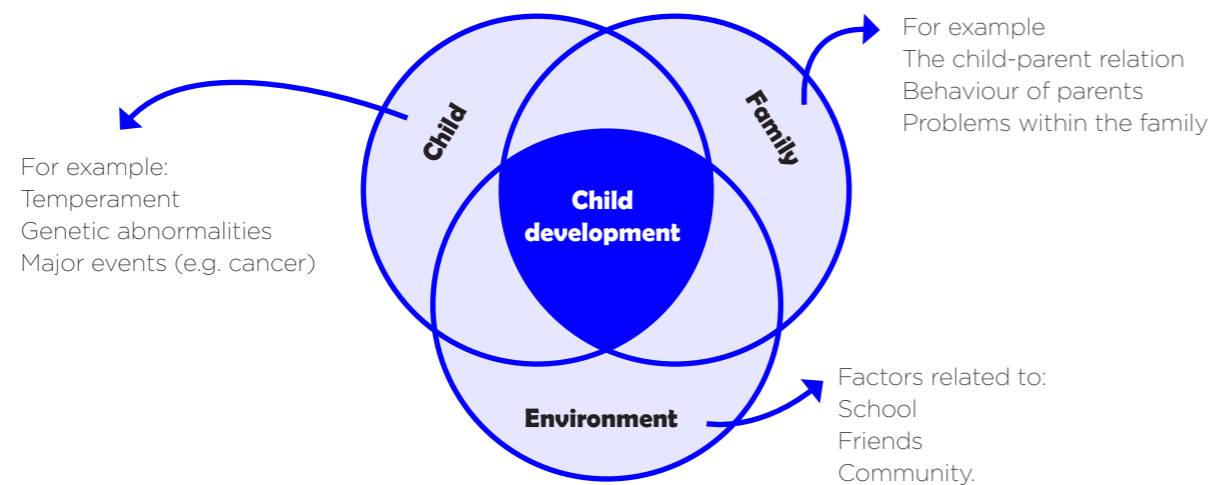 For example
The child-parent relation
Behaviour of parents
Problems within the family
Child
Family
For example:
Temperament
Genetic abnormalities
Major events (e.g. cancer)
Child
development
Environment
Factors related to:
School
Friends
Community.